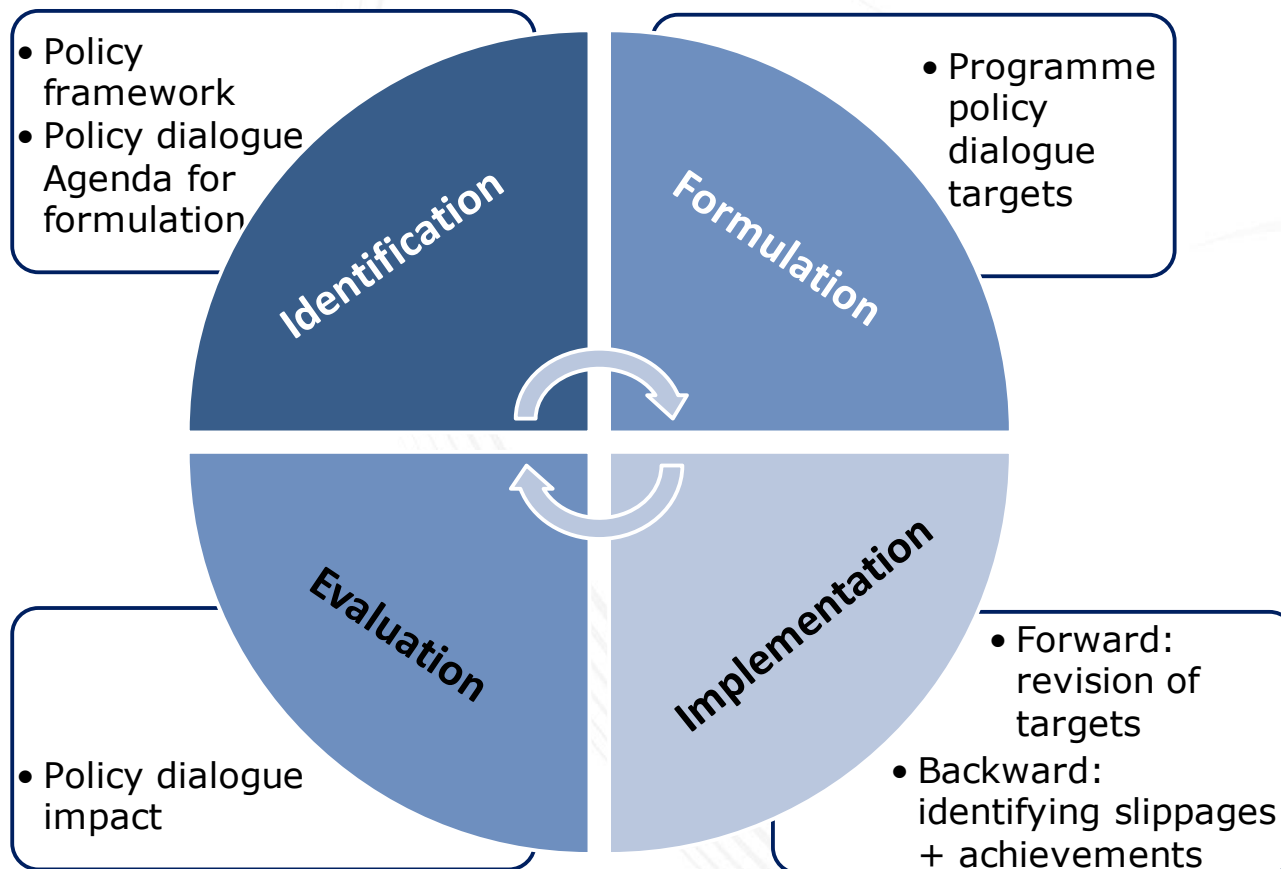 • Policy
framework
• Policy dialogue
Agenda for
formulation
Identification
• Programme
policy
dialogue
targets
Formulation
Evaluation
• Policy dialogue
impact
Implementation
• Forward:
revision of
targets
• Backward:
identifying slippages
+ achievements